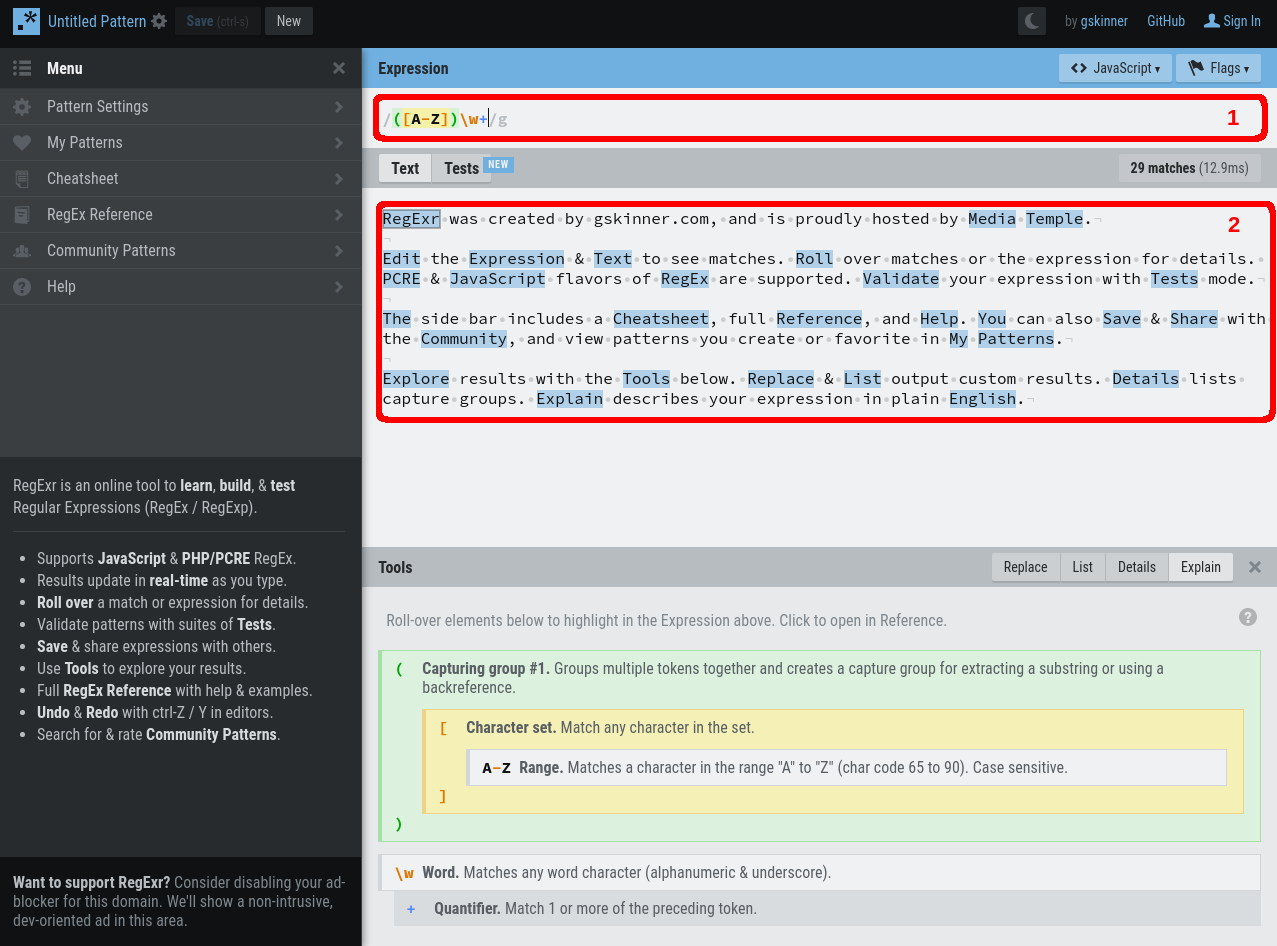 .* Untitled Pattern Save (ctrl-s) New by gskinner GitHub Sign In
Menu
Pattern Settings
My Patterns
Cheatsheet
RegEx Reference
Community Patterns
Help
RegExr is an online tool to learn, build, & test
Regular Expressions (RegEx / RegExp).
• Supports JavaScript & PHP/PCRE RegEx.
• Results update in real-time as you type.
• Roll over a match or expression for details.
• Validate patterns with suites of Tests.
• Save & share expressions with others.
• Use Tools to explore your results.
• Full RegEx Reference with help & examples.
• Undo & Redo with ctrl-Z / Y in editors.
• Search for & rate Community Patterns.
Want to support RegExr? Consider disabling your ad-
blocker for this domain. We'll show a non-intrusive,
dev-oriented ad in this area.
Expression <> JavaScript ▾ Flags ▾
/([A-Z])\w+/g 1
Text Tests NEW 29 matches (12.9ms)
RegExr·was·created·by·gskinner.com,·and·is·proudly·hosted·by·Media·Temple.¬
2
¬
Edit·the·Expression·&·Text·to·see·matches.·Roll·over·matches·or·the·expression·for·details.·
PCRE·&·JavaScript·flavors·of·RegEx·are·supported.·Validate·your·expression·with·Tests·mode.¬
¬
The·side·bar·includes·a·Cheatsheet,·full·Reference,·and·Help.·You·can·also·Save·&·Share·with·
the·Community,·and·view·patterns·you·create·or·favorite·in·My·Patterns.¬
¬
Explore·results·with·the·Tools·below.·Replace·&·List·output·custom·results.·Details·lists·
capture·groups.·Explain·describes·your·expression·in·plain·English.¬
Tools Replace List Details Explain
Roll-over elements below to highlight in the Expression above. Click to open in Reference. ?
( Capturing group #1. Groups multiple tokens together and creates a capture group for extracting a substring or using a
backreference.
[ Character set. Match any character in the set.
A-Z Range. Matches a character in the range "A" to "Z" (char code 65 to 90). Case sensitive.
]
)
\w Word. Matches any word character (alphanumeric & underscore).
+ Quantifier. Match 1 or more of the preceding token.